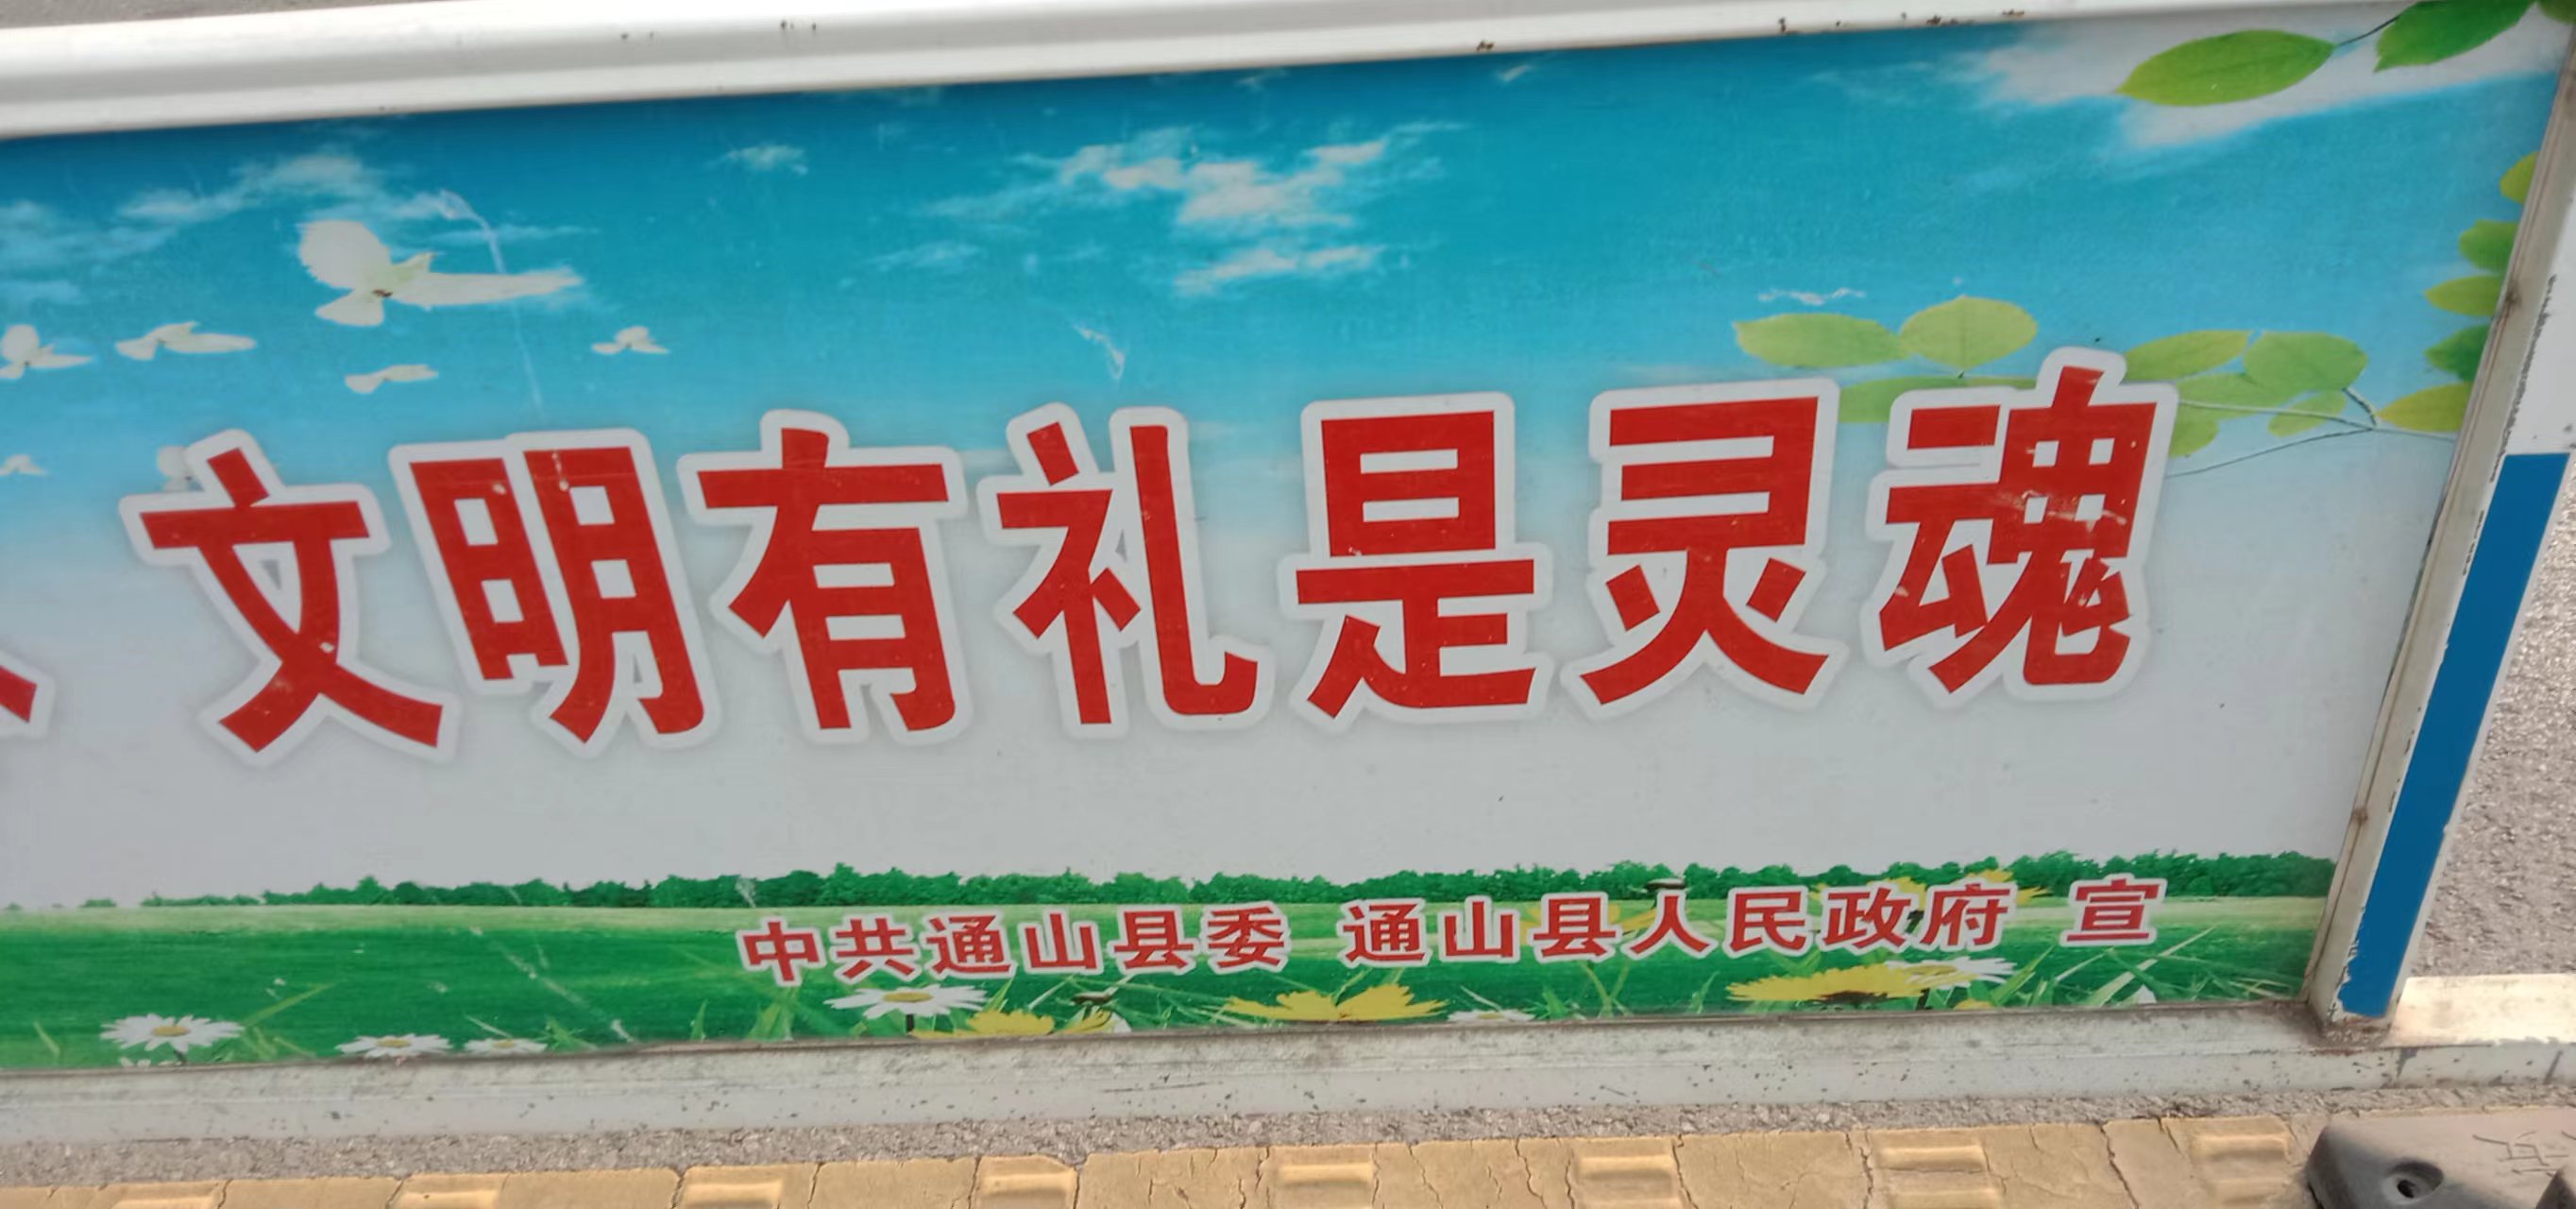 文明有礼是灵魂
中共通山县委 通山县人民政府 宣